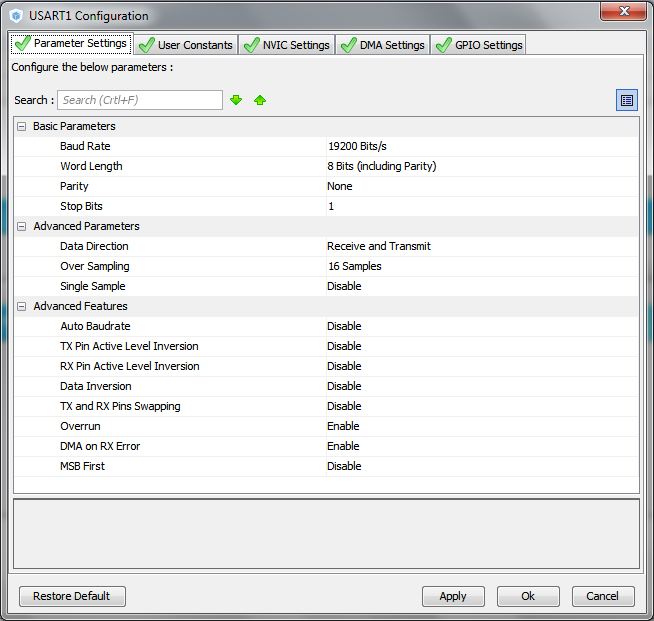 USART1 Configuration
Parameter Settings User Constants NVIC Settings DMA Settings GPIO Settings
Configure the below parameters :
Search : Search (Crtl+F)
Basic Parameters
Baud Rate 19200 Bits/s
Word Length 8 Bits (including Parity)
Parity None
Stop Bits 1
Advanced Parameters
Data Direction Receive and Transmit
Over Sampling 16 Samples
Single Sample Disable
Advanced Features
Auto Baudrate Disable
TX Pin Active Level Inversion Disable
RX Pin Active Level Inversion Disable
Data Inversion Disable
TX and RX Pins Swapping Disable
Overrun Enable
DMA on RX Error Enable
MSB First Disable
Restore Default Apply Ok Cancel